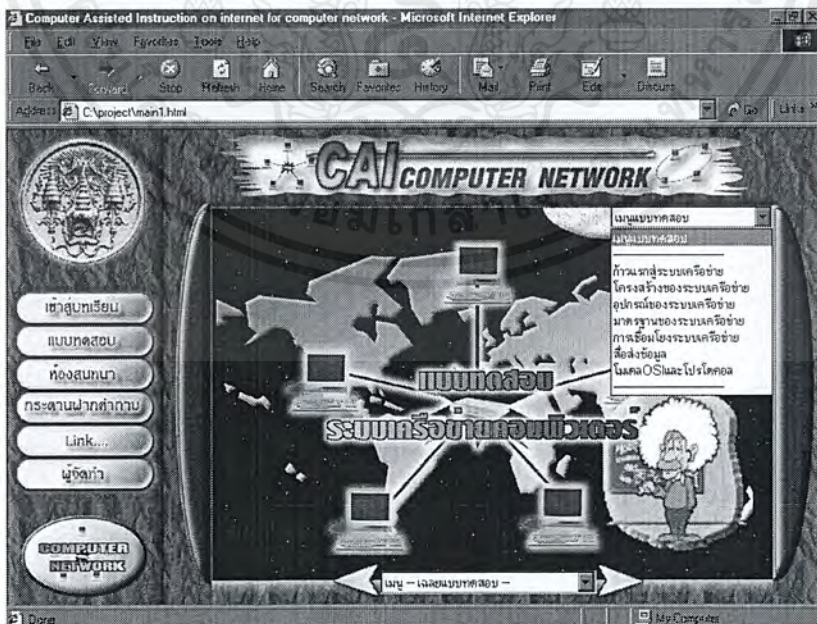 Computer Assisted Instruction on internet for computer network - Microsoft Internet Explorer
File Edit View Favorites Tools Help
Back Forward Stop Refresh Home Search Favorites History Mail Print Edit Discuss
Address C:\project\main1.html Go Links
CAI COMPUTER NETWORK
เมนูแบบทดสอบ
เมนูแบบทดสอบ
ก้าวแรกสู่ระบบเครือข่าย
โครงสร้างของระบบเครือข่าย
อุปกรณ์ของระบบเครือข่าย
มาตรฐานของระบบเครือข่าย
การเชื่อมโยงระบบเครือข่าย
สื่อส่งข้อมูล
โมเดลOSIและโปรโตคอล
เข้าสู่บทเรียน
แบบทดสอบ
ห้องสนทนา
กระดานฝากคำถาม
Link....
ผู้จัดทำ
COMPUTER
NETWORK
แบบทดสอบ
ระบบเครือข่ายคอมพิวเตอร์
เมนู -- เฉลยแบบทดสอบ --
Done My Computer